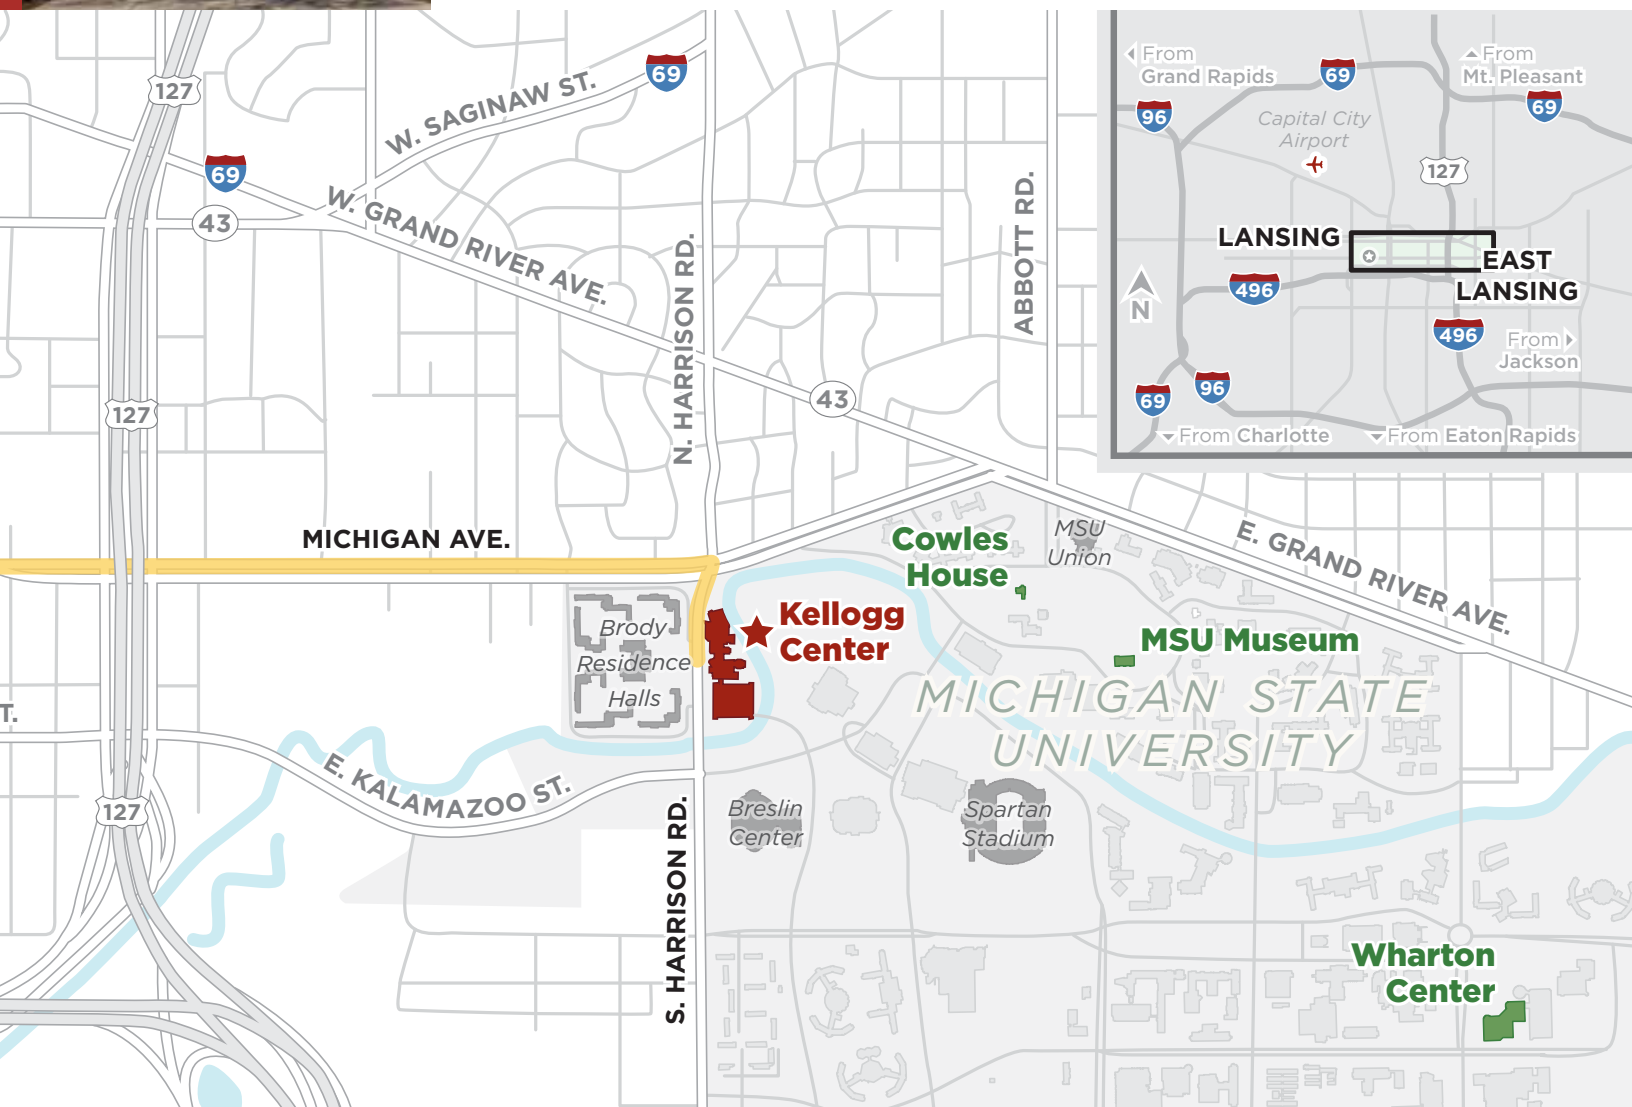 127
69
W. SAGINAW ST.
69
43
W. GRAND RIVER AVE.
N. HARRISON RD.
ABBOTT RD.
127
43
MICHIGAN AVE.
From
Grand Rapids
69
From
Mt. Pleasant
96
69
Capital City
Airport
127
LANSING
EAST
LANSING
496
N
496
From
Jackson
69
96
From Charlotte
From Eaton Rapids
Cowles
House
MSU
Union
E. GRAND RIVER AVE.
Brody
Residence
Halls
Kellogg
Center
MSU Museum
MICHIGAN STATE
UNIVERSITY
T.
E. KALAMAZOO ST.
127
Breslin
Center
Spartan
Stadium
S. HARRISON RD.
Wharton
Center